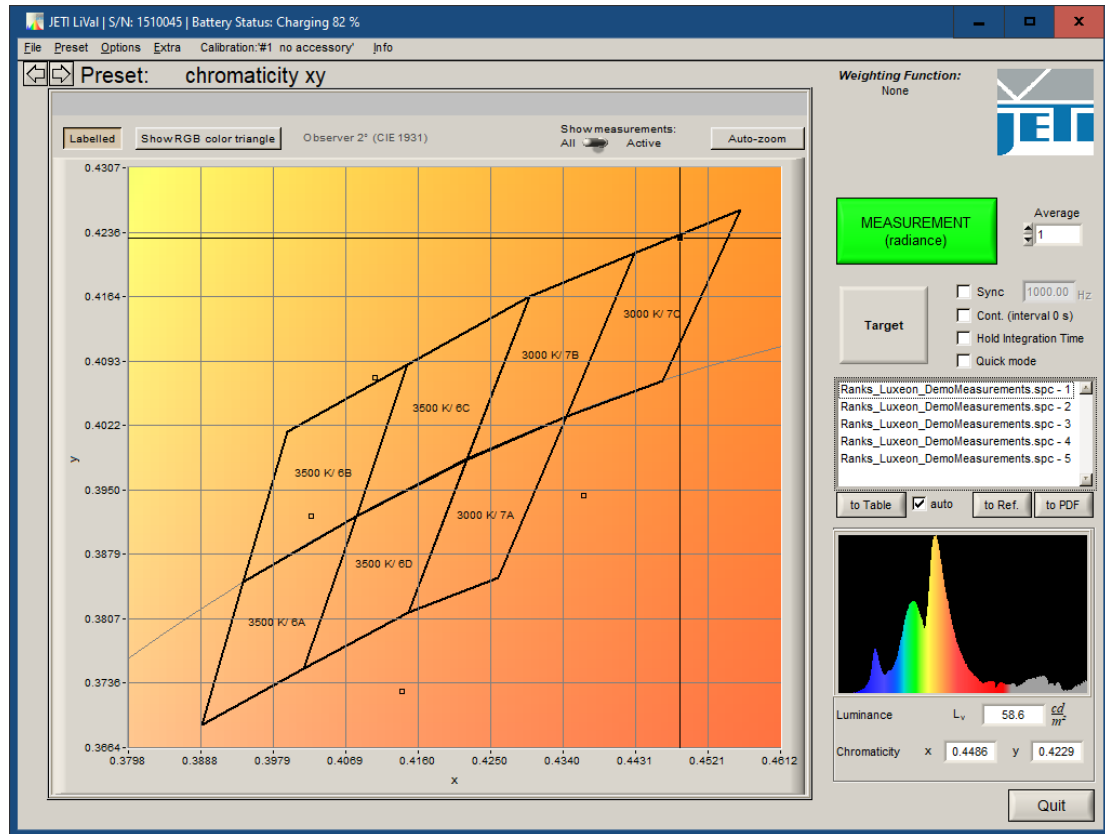 JETI LiVal | S/N: 1510045 | Battery Status: Charging 82 %
File Preset Options Extra Calibration:'#1 no accessory' Info
Preset: chromaticity xy
Labelled
Show RGB color triangle
Observer 2° (CIE 1931)
Show measurements:
All Active
Auto-zoom
0.4307
0.4236
0.4164
0.4093
0.4022
0.3950
0.3879
0.3807
0.3736
0.3664
y
3000 K/ 7C
3000 K/ 7B
3500 K/ 6C
3500 K/ 6B
3000 K/ 7A
3500 K/ 6D
3500 K/ 6A
0.3798 0.3888 0.3979 0.4069 0.4160 0.4250 0.4340 0.4431 0.4521 0.4612
x
Weighting Function:
None
JETI
MEASUREMENT
(radiance)
Average
1
Target
Sync 1000.00 Hz
Cont. (interval 0 s)
Hold Integration Time
Quick mode
Ranks_Luxeon_DemoMeasurements.spc - 1
Ranks_Luxeon_DemoMeasurements.spc - 2
Ranks_Luxeon_DemoMeasurements.spc - 3
Ranks_Luxeon_DemoMeasurements.spc - 4
Ranks_Luxeon_DemoMeasurements.spc - 5
to Table auto to Ref. to PDF
Luminance Lv 58.6 cd/m²
Chromaticity x 0.4486 y 0.4229
Quit